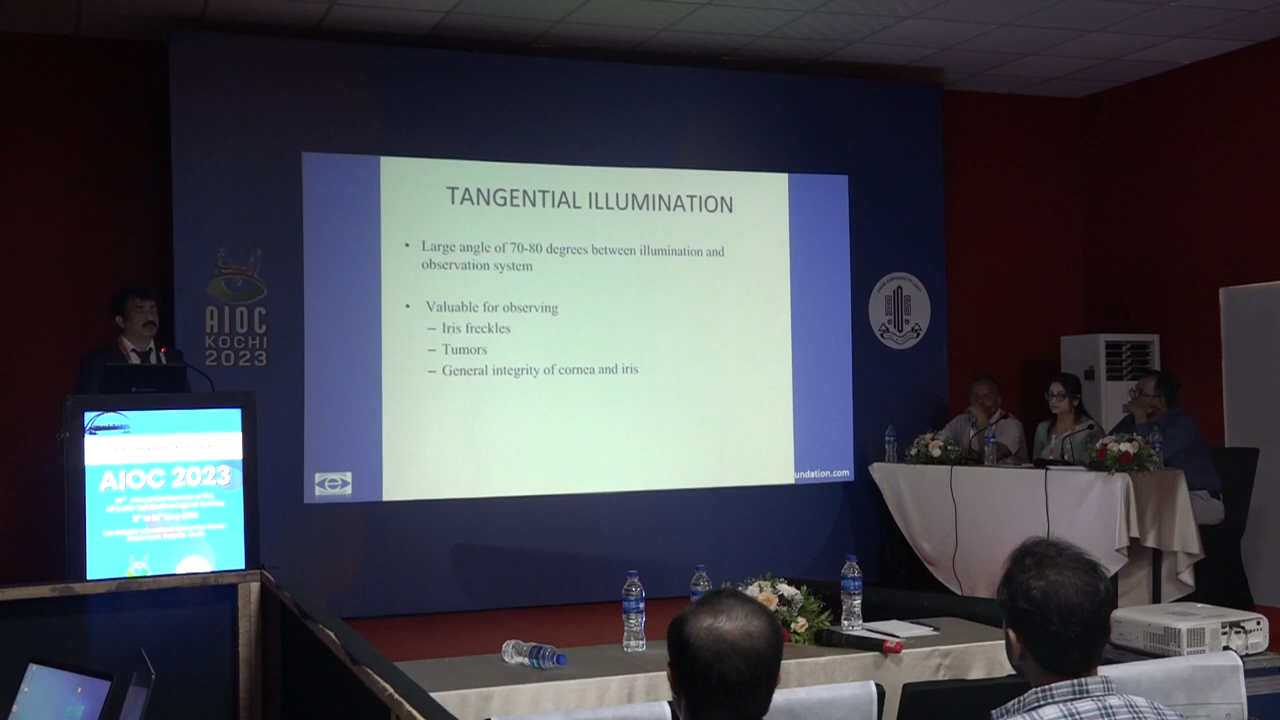 TANGENTIAL ILLUMINATION
• Large angle of 70-80 degrees between illumination and
observation system
• Valuable for observing
– Iris freckles
– Tumors
– General integrity of cornea and iris
undation.com
AIOC
KOCHI
2023
AIOC 2023